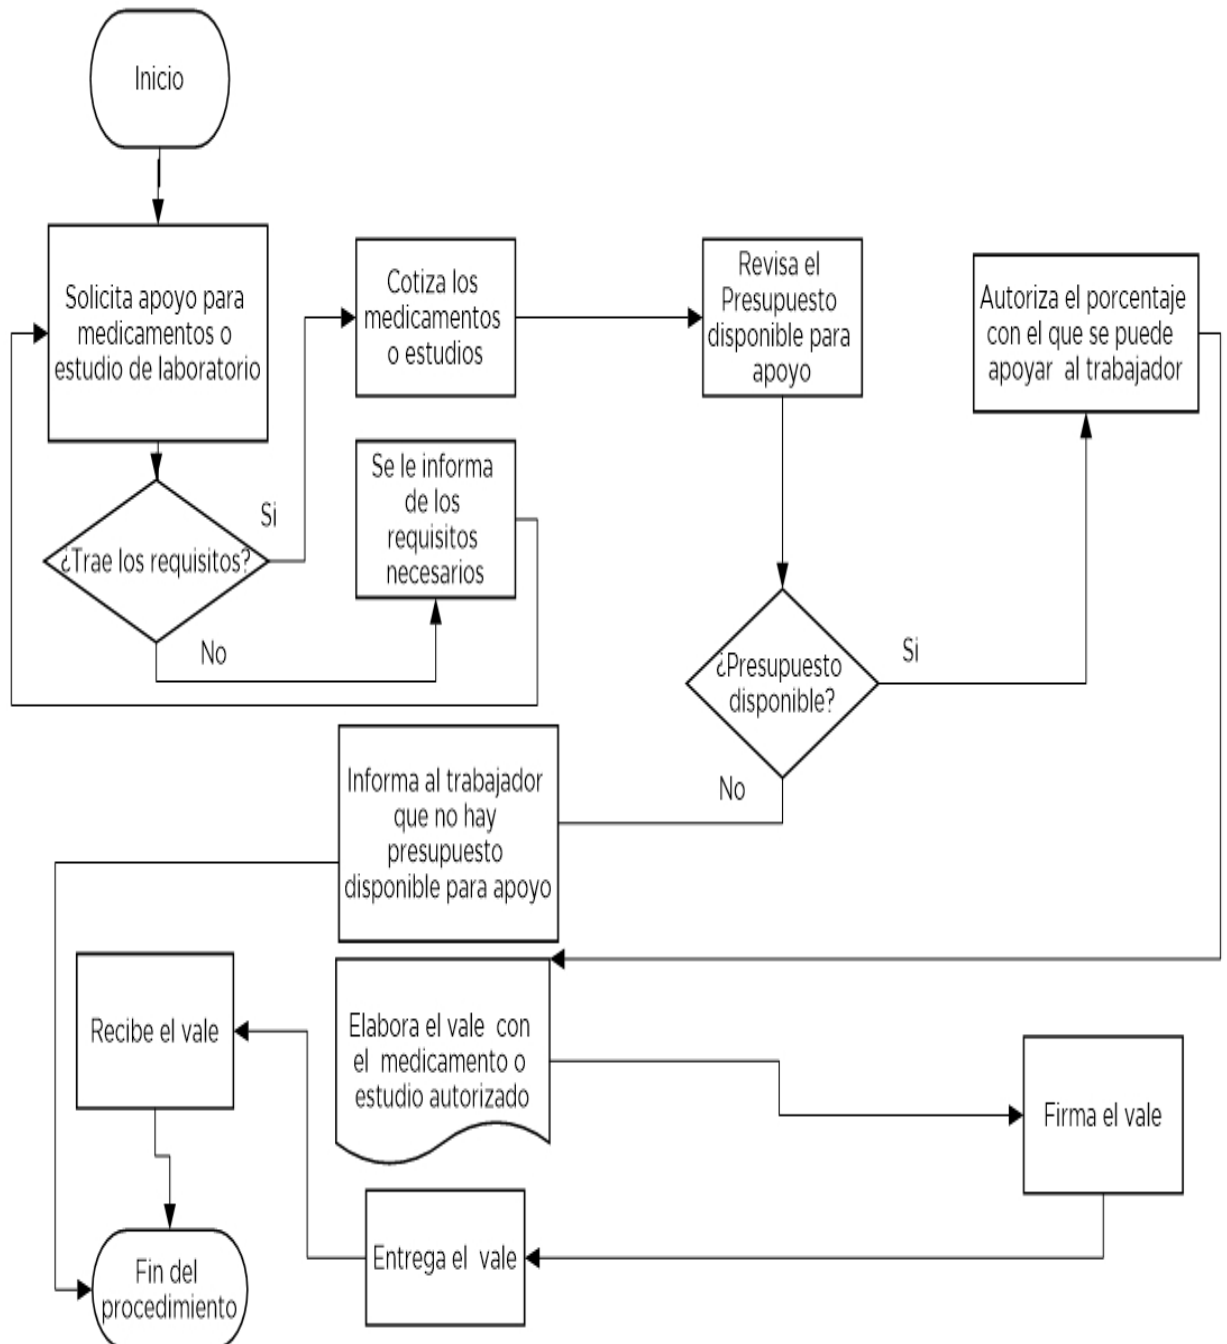 Inicio
Solicita apoyo para
medicamentos o
estudio de laboratorio
¿Trae los requisitos?
Si
No
Cotiza los
medicamentos
o estudios
Se le informa
de los
requisitos
necesarios
Revisa el
Presupuesto
disponible para
apoyo
¿Presupuesto
disponible?
Si
No
Autoriza el porcentaje
con el que se puede
apoyar al trabajador
Informa al trabajador
que no hay
presupuesto
disponible para apoyo
Elabora el vale con
el medicamento o
estudio autorizado
Firma el vale
Entrega el vale
Recibe el vale
Fin del
procedimiento